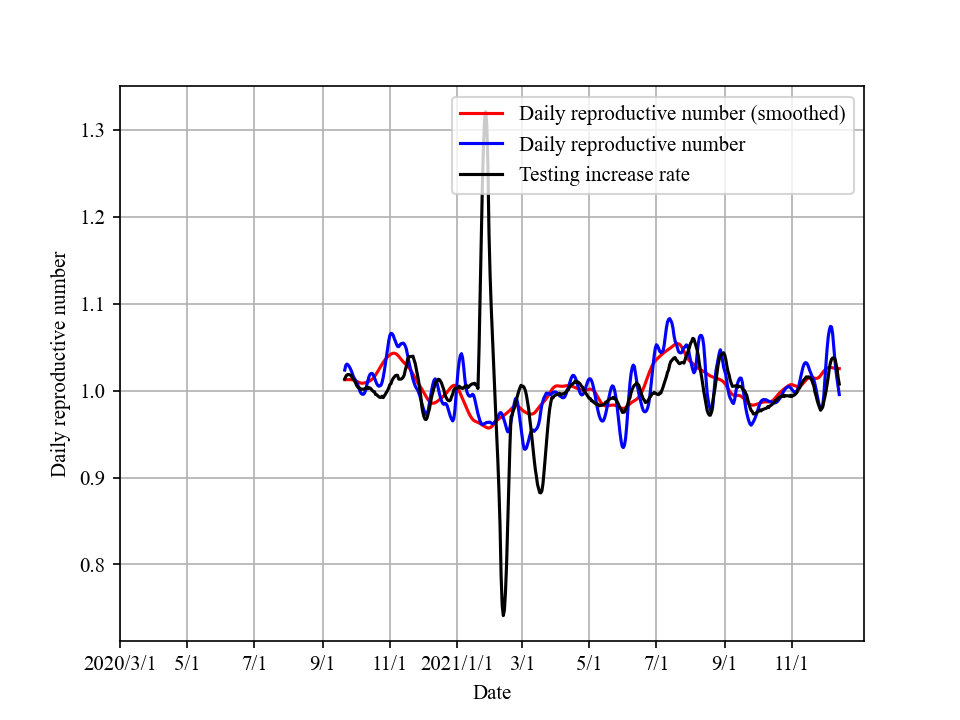 Daily reproductive number (smoothed)
Daily reproductive number
Testing increase rate
Daily reproductive number
1.3
1.2
1.1
1.0
0.9
0.8
2020/3/1 5/1 7/1 9/1 11/1 2021/1/1 3/1 5/1 7/1 9/1 11/1
Date